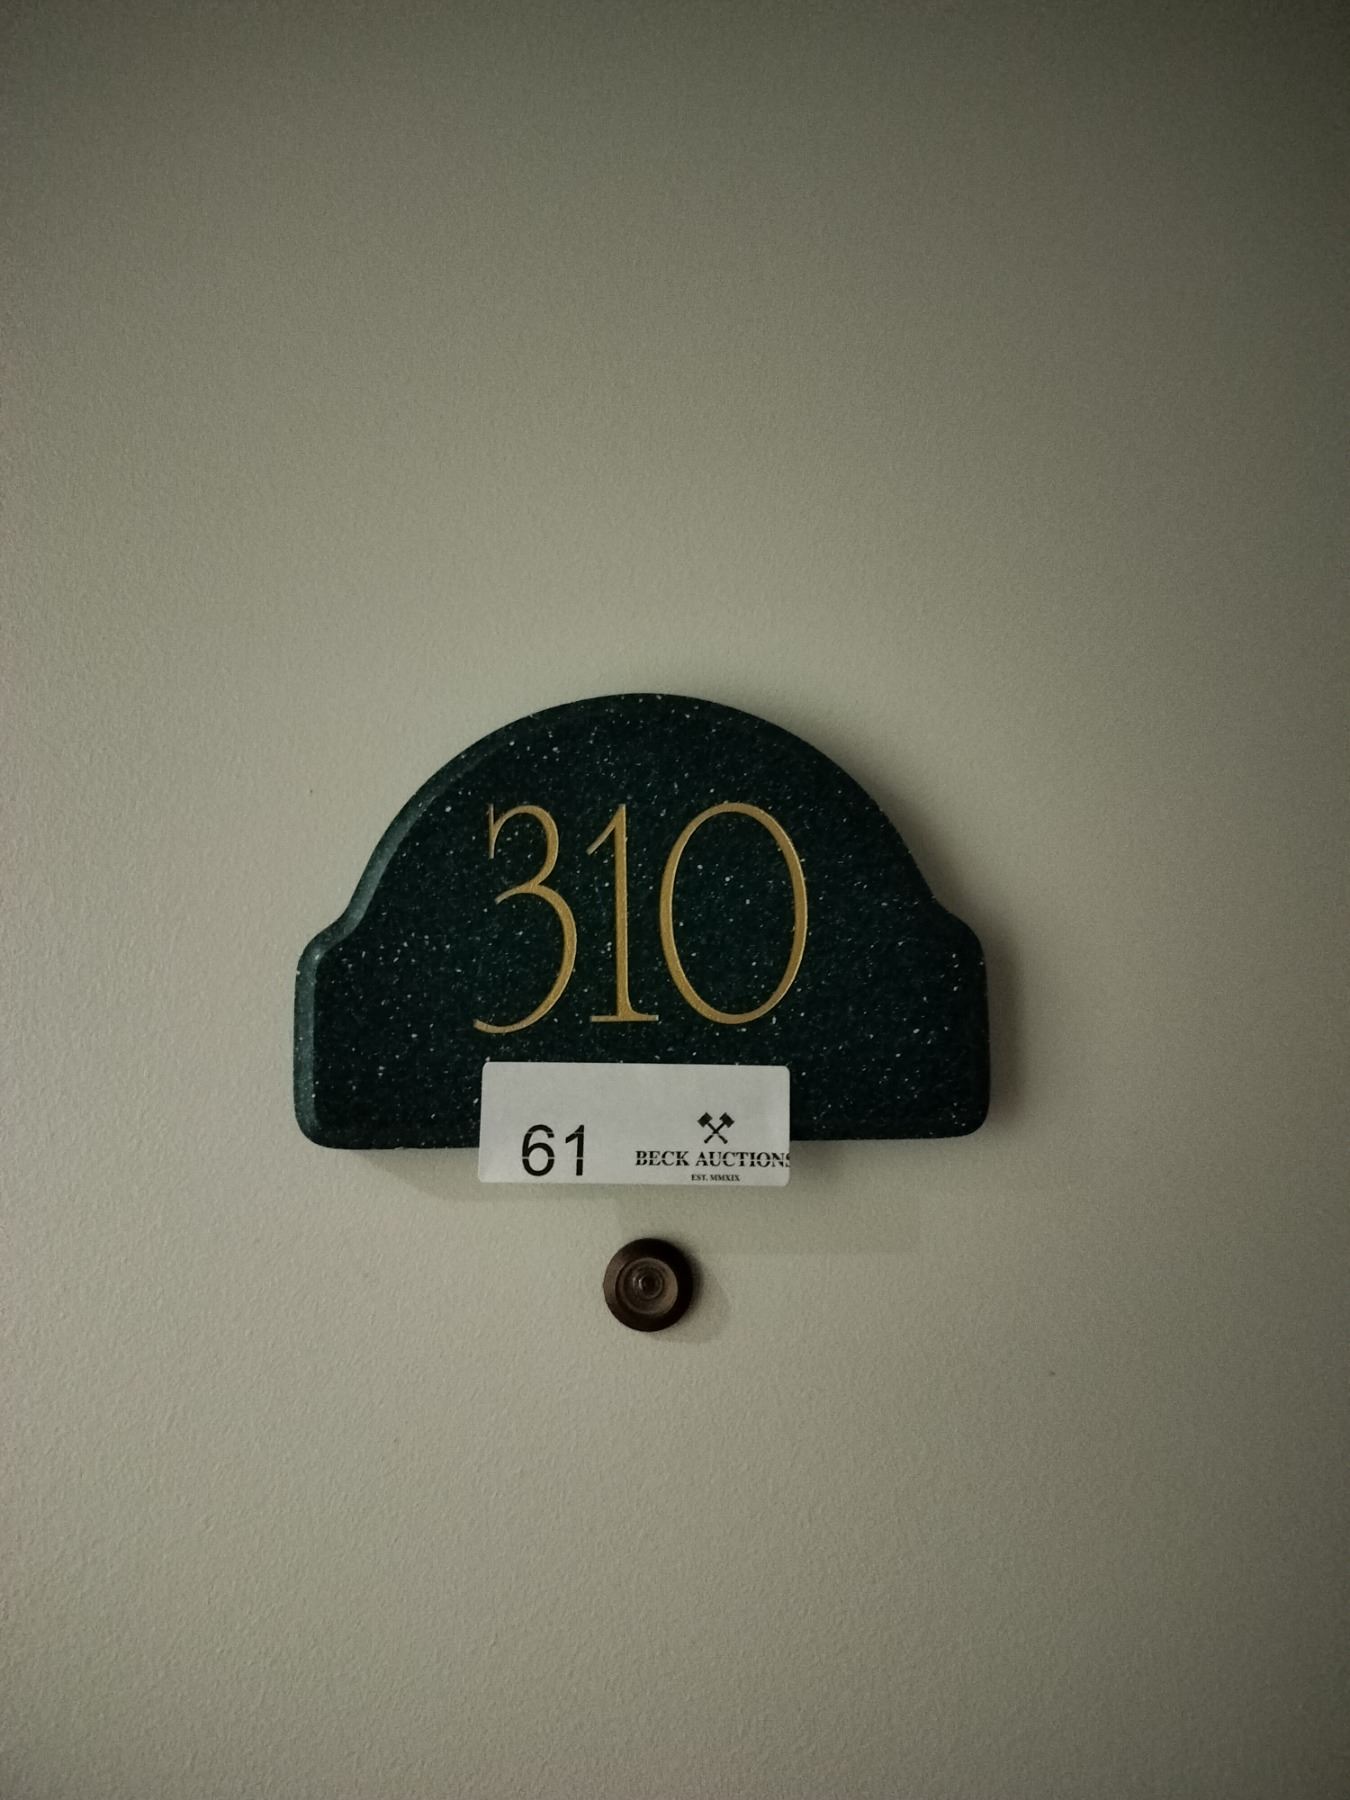 310
61
BECK AUCTIONS
EST. MMXIX